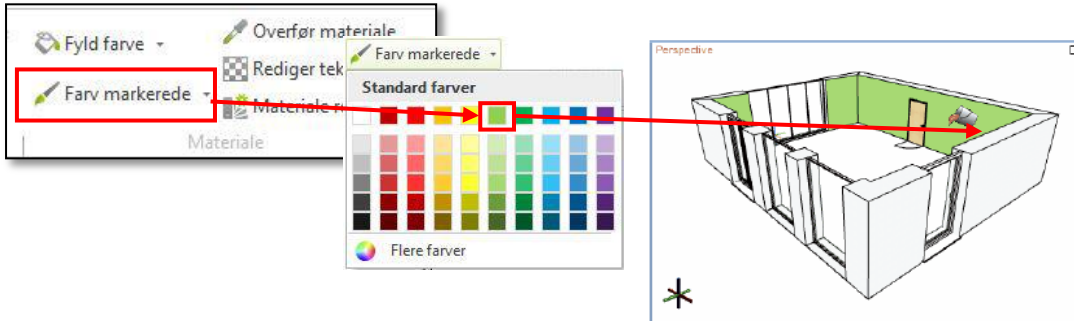 Fyld farve
Overfør materiale
Farv markerede
Rediger tek
Materiale
Materiale
Farv markerede
Standard farver
Flere farver
Perspective